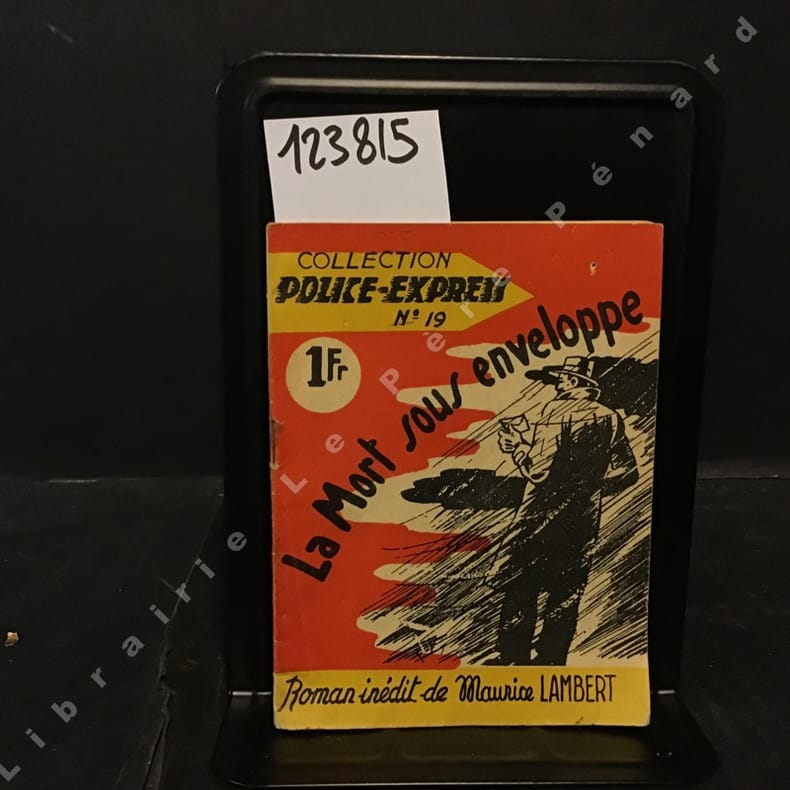 123815
COLLECTION
POLICE-EXPRESS
Nº 19
1Fr
La Mort sous enveloppe
Roman inédit de Maurice LAMBERT
Librairie Le Père Pénard